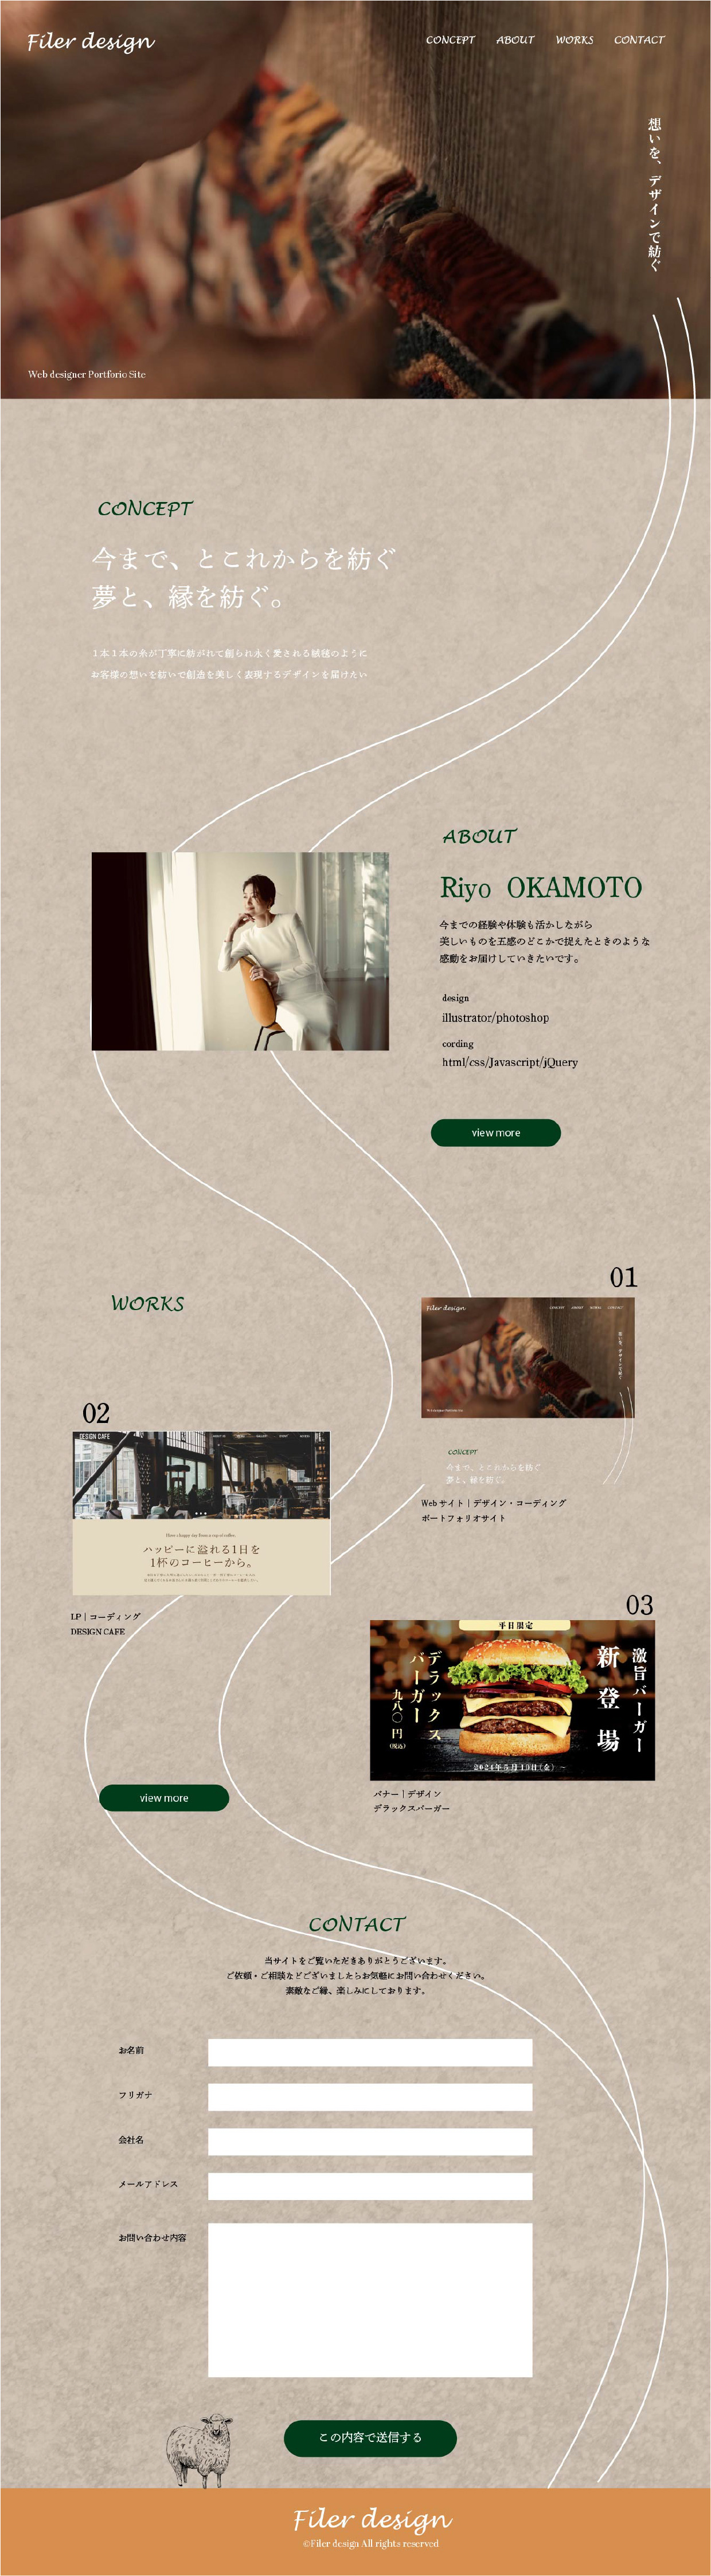 Filer design
CONCEPT ABOUT WORKS CONTACT
想いを、デザインで紡ぐ
Web designer Portforio Site
CONCEPT
今まで、とこれからを紡ぐ
夢と、縁を紡ぐ。
１本１本の糸が丁寧に紡がれて創られ永く愛される絨毯のように
お客様の想いを紡いで創造を美しく表現するデザインを届けたい
ABOUT
Riyo OKAMOTO
今までの経験や体験も活かしながら
美しいものを五感のどこかで捉えたときのような
感動をお届けしていきたいです。
design
illustrator/photoshop
cording
html/css/Javascript/jQuery
view more
WORKS
01
Filer design
CONCEPT ABOUT WORKS CONTACT
想いを、デザインで紡ぐ
CONCEPT
今まで、とこれからを紡ぐ
夢と、縁を紡ぐ。
Web サイト｜デザイン・コーディング
ポートフォリオサイト
02
DESIGN CAFE
Have a happy day from a cup of coffee.
ハッピーに溢れる1日を
1杯のコーヒーから。
LP｜コーディング
DESIGN CAFE
03
平日限定
激旨バーガー
新登場
デラックス
バーガー
九八〇円
(税込)
2024年5月10日(金)～
バナー｜デザイン
デラックスバーガー
view more
CONTACT
当サイトをご覧いただきありがとうございます。
ご依頼・ご相談などございましたらお気軽にお問い合わせください。
素敵なご縁、楽しみにしております。
お名前
フリガナ
会社名
メールアドレス
お問い合わせ内容
この内容で送信する
Filer design
©Filer design All rights reserved